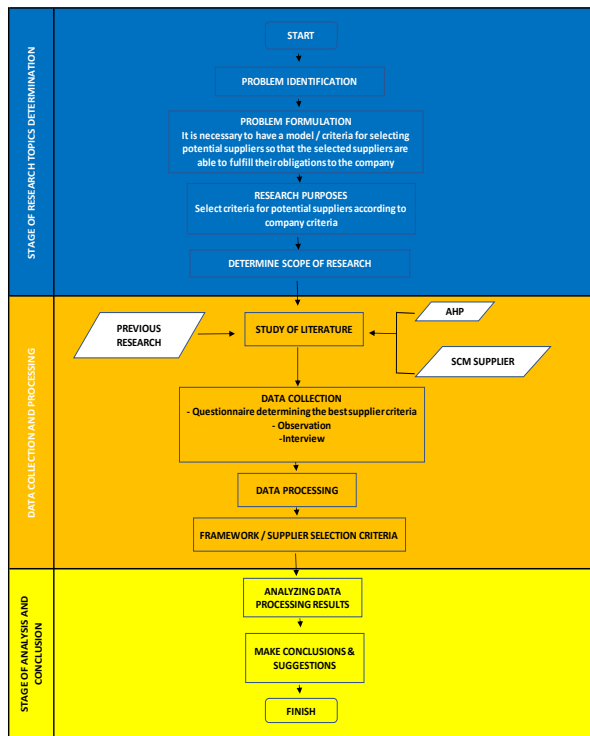 STAGE OF RESEARCH TOPICS DETERMINATION
START
PROBLEM IDENTIFICATION
PROBLEM FORMULATION
It is necessary to have a model / criteria for selecting
potential suppliers so that the selected suppliers are
able to fulfill their obligations to the company
RESEARCH PURPOSES
Select criteria for potential suppliers according to
company criteria
DETERMINE SCOPE OF RESEARCH
DATA COLLECTION AND PROCESSING
PREVIOUS
RESEARCH
STUDY OF LITERATURE
AHP
SCM SUPPLIER
DATA COLLECTION
- Questionnaire determining the best supplier criteria
- Observation
-Interview
DATA PROCESSING
FRAMEWORK / SUPPLIER SELECTION CRITERIA
STAGE OF ANALYSIS AND
CONCLUSION
ANALYZING DATA
PROCESSING RESULTS
MAKE CONCLUSIONS &
SUGGESTIONS
FINISH